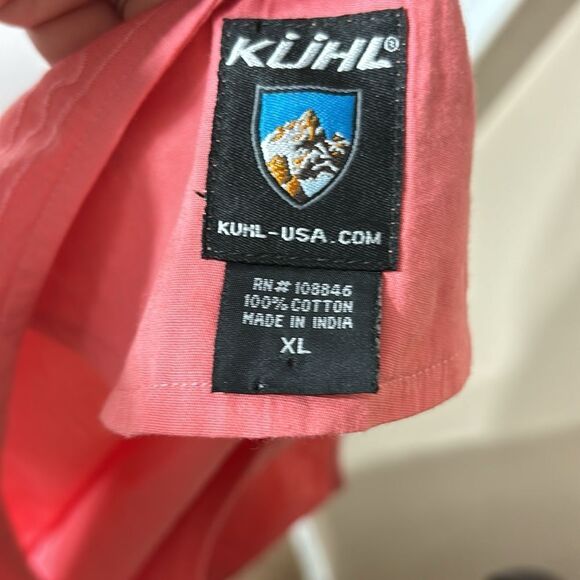 KÜHL®
KUHL-USA.COM
RN# 108846
100% COTTON
MADE IN INDIA
XL